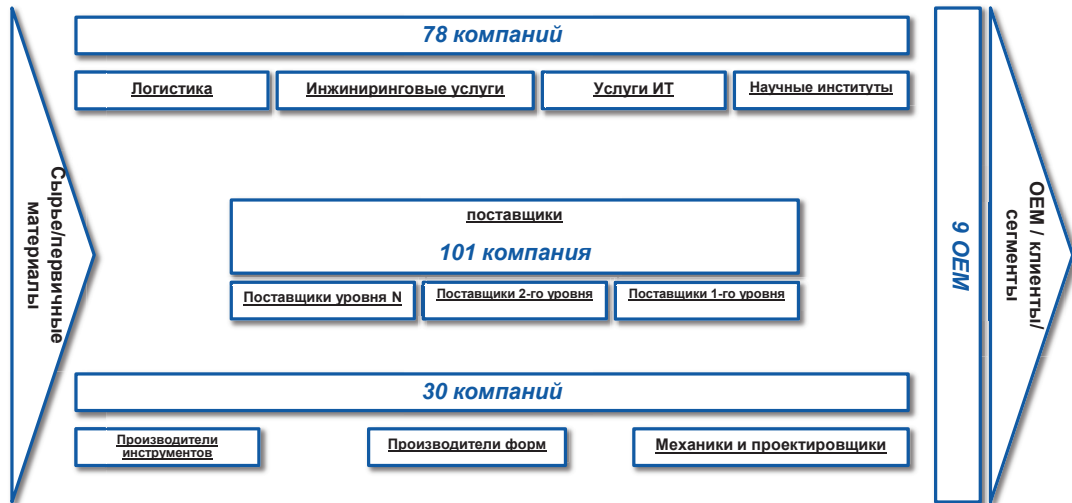 78 компаний
Логистика
Инжиниринговые услуги
Услуги ИТ
Научные институты
Сырье/первичные
материалы
поставщики
101 компания
Поставщики уровня N
Поставщики 2-го уровня
Поставщики 1-го уровня
30 компаний
Производители
инструментов
Производители форм
Механики и проектировщики
9 OEM
OEM / клиенты/
сегменты